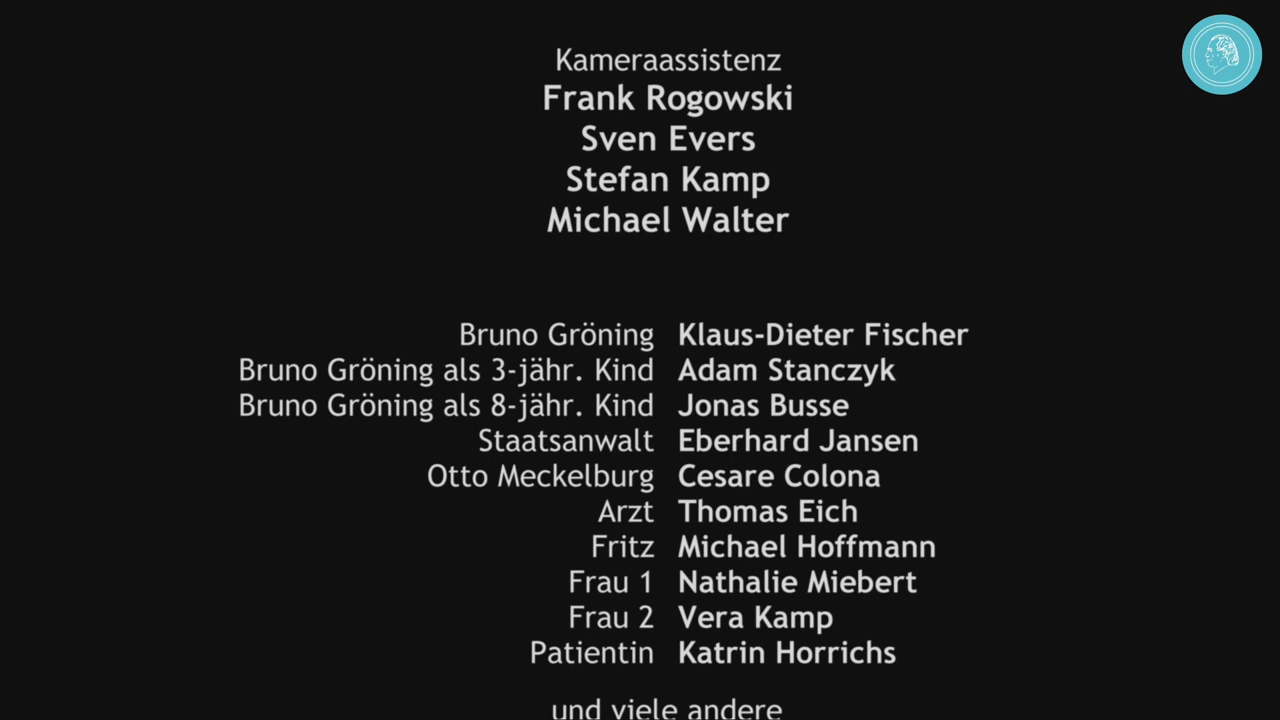 Kameraassistenz
Frank Rogowski
Sven Evers
Stefan Kamp
Michael Walter
Bruno Gröning Klaus-Dieter Fischer
Bruno Gröning als 3-jähr. Kind Adam Stanczyk
Bruno Gröning als 8-jähr. Kind Jonas Busse
Staatsanwalt Eberhard Jansen
Otto Meckelburg Cesare Colona
Arzt Thomas Eich
Fritz Michael Hoffmann
Frau 1 Nathalie Miebert
Frau 2 Vera Kamp
Patientin Katrin Horrichs
und viele andere